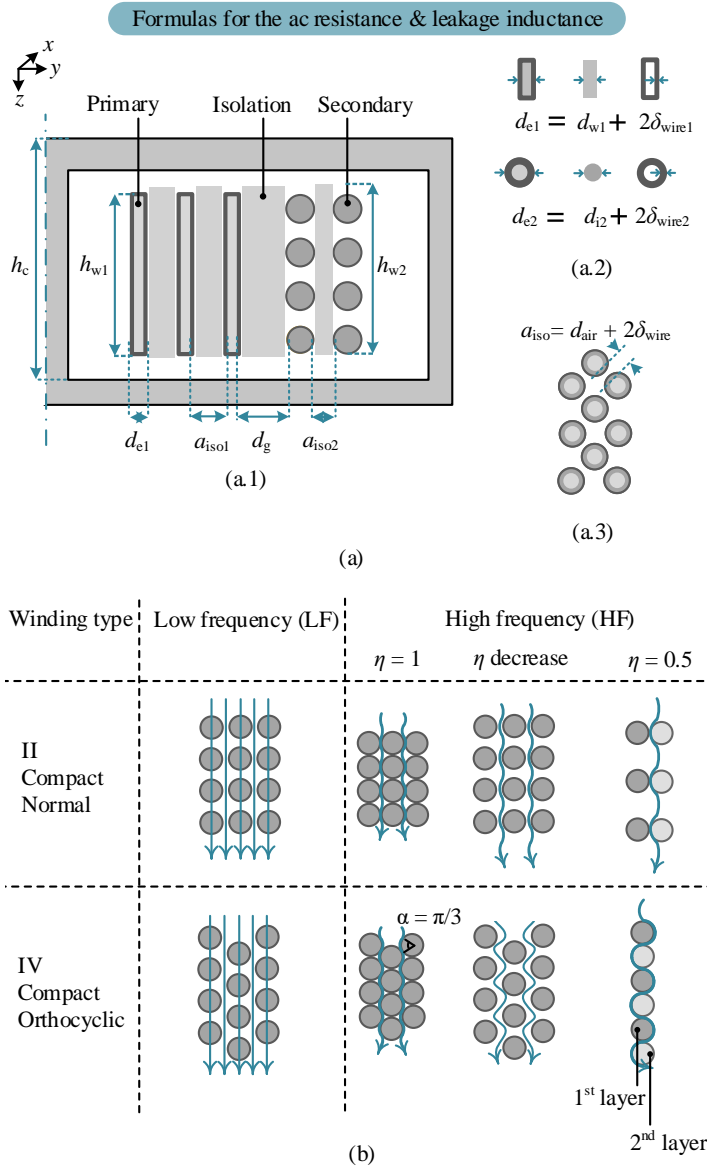 Formulas for the ac resistance & leakage inductance
x
y
z
Primary
Isolation
Secondary
h_c
h_w1
h_w2
d_e1
a_iso1
d_g
a_iso2
(a.1)
d_e1 = d_w1 + 2δ_wire1
d_e2 = d_i2 + 2δ_wire2
(a.2)
a_iso = d_air + 2δ_wire
(a.3)
(a)
Winding type
Low frequency (LF)
High frequency (HF)
η = 1
η decrease
η = 0.5
II
Compact
Normal
IV
Compact
Orthocyclic
α = π/3
1st layer
2nd layer
(b)